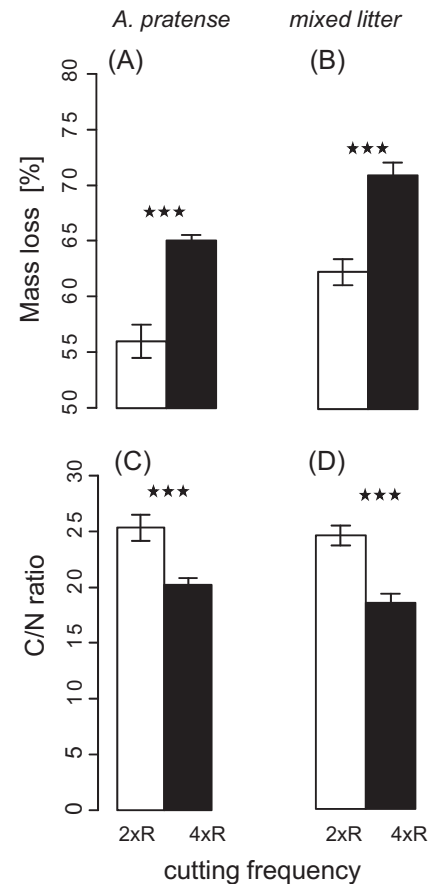 A. pratense mixed litter
(A) (B)
80
75
70
65
60
55
50
Mass loss [%]
★★★ ★★★
(C) (D)
30
25
20
15
10
5
0
C/N ratio
★★★ ★★★
2xR 4xR 2xR 4xR
cutting frequency